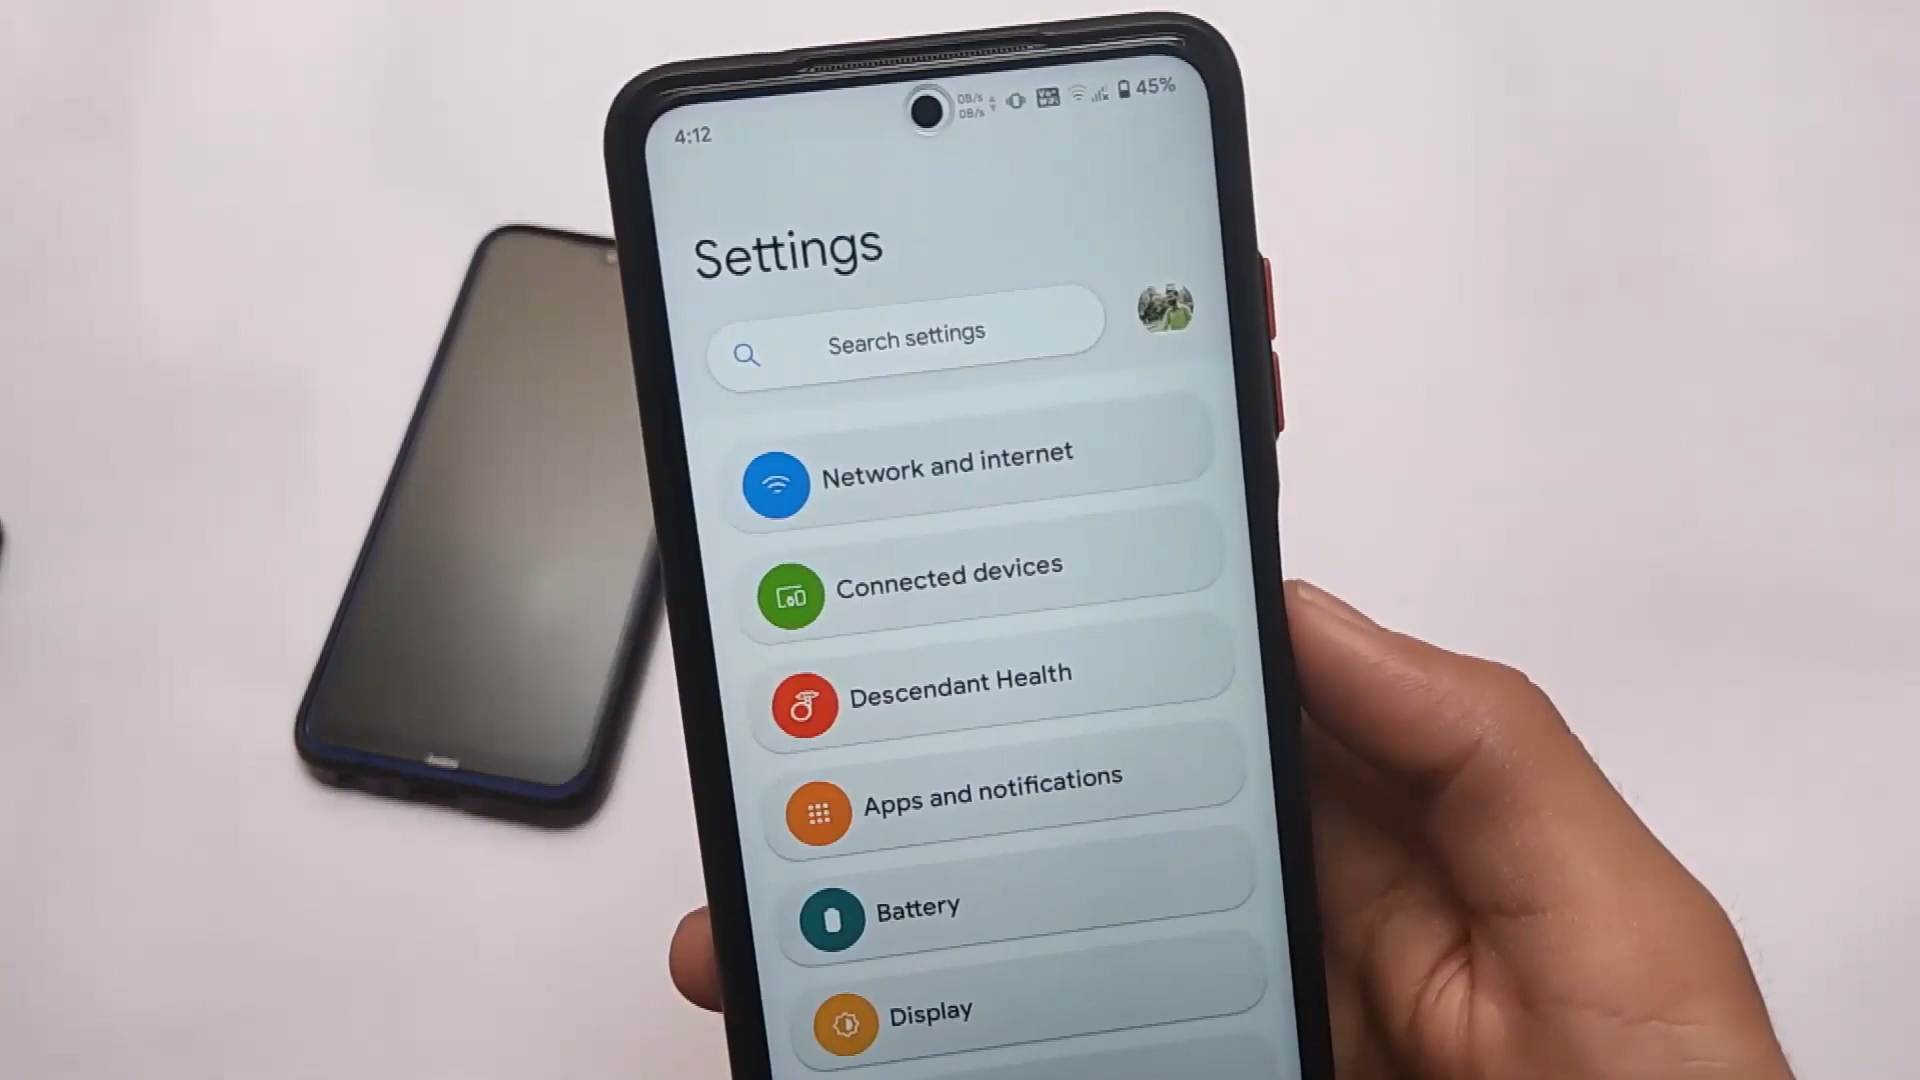 4:12
0B/s
0B/s
45%
Settings
Search settings
Network and internet
Connected devices
Descendant Health
Apps and notifications
Battery
Display